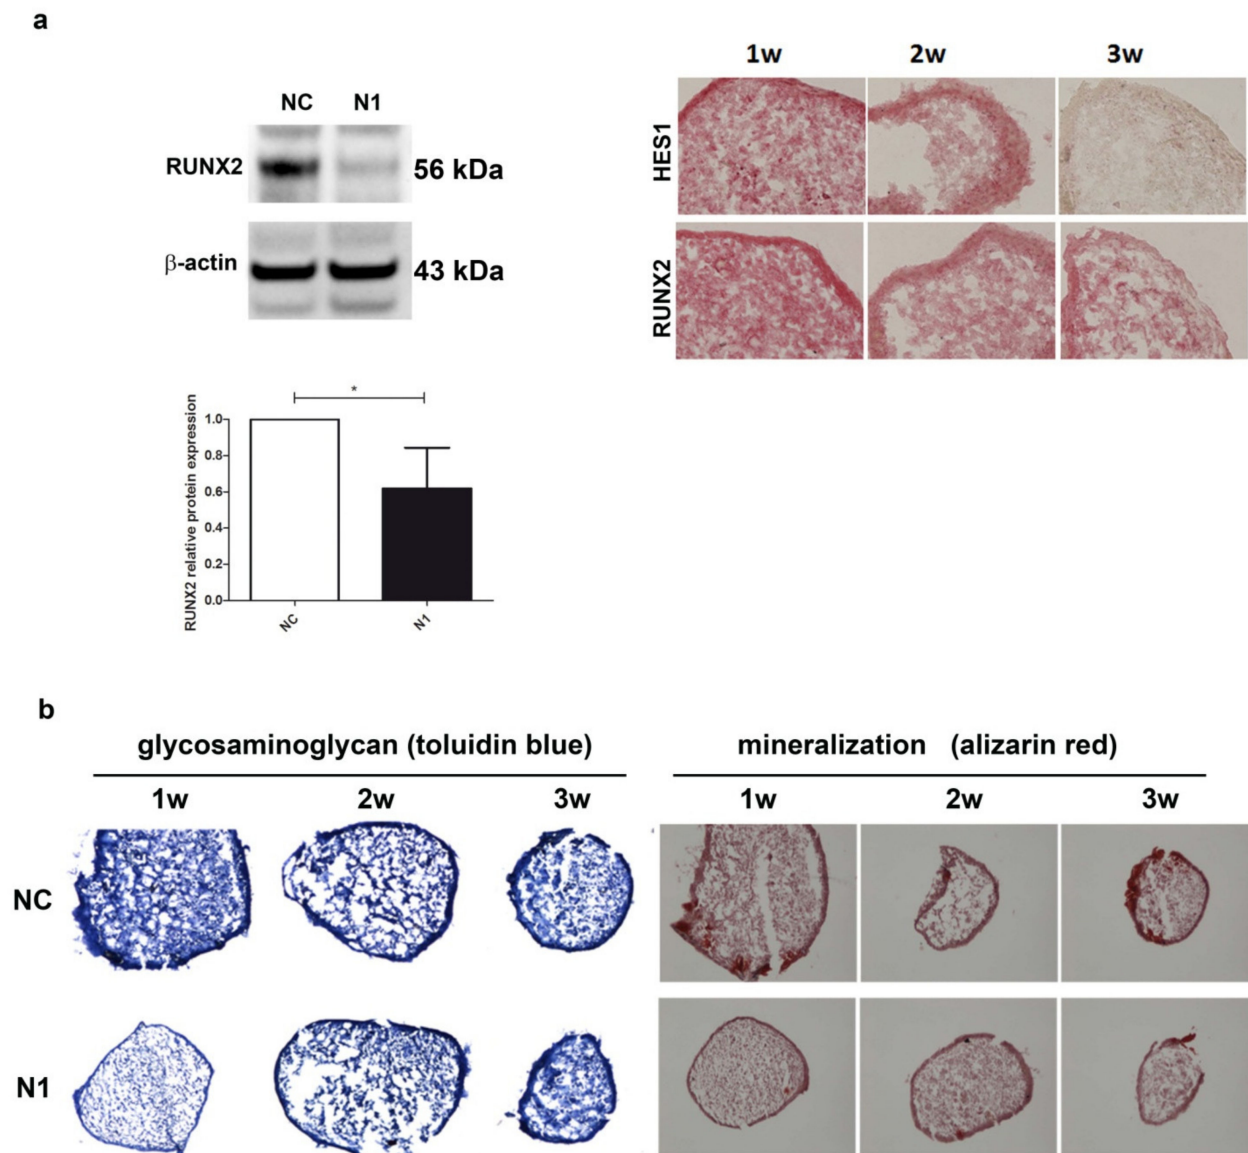 a
NC N1
RUNX2 56 kDa
β-actin 43 kDa
1w 2w 3w
HES1
RUNX2
*
RUNX2 relative protein expression
1.0
0.8
0.6
0.4
0.2
0.0
NC N1
b
glycosaminoglycan (toluidin blue) mineralization (alizarin red)
1w 2w 3w 1w 2w 3w
NC
N1